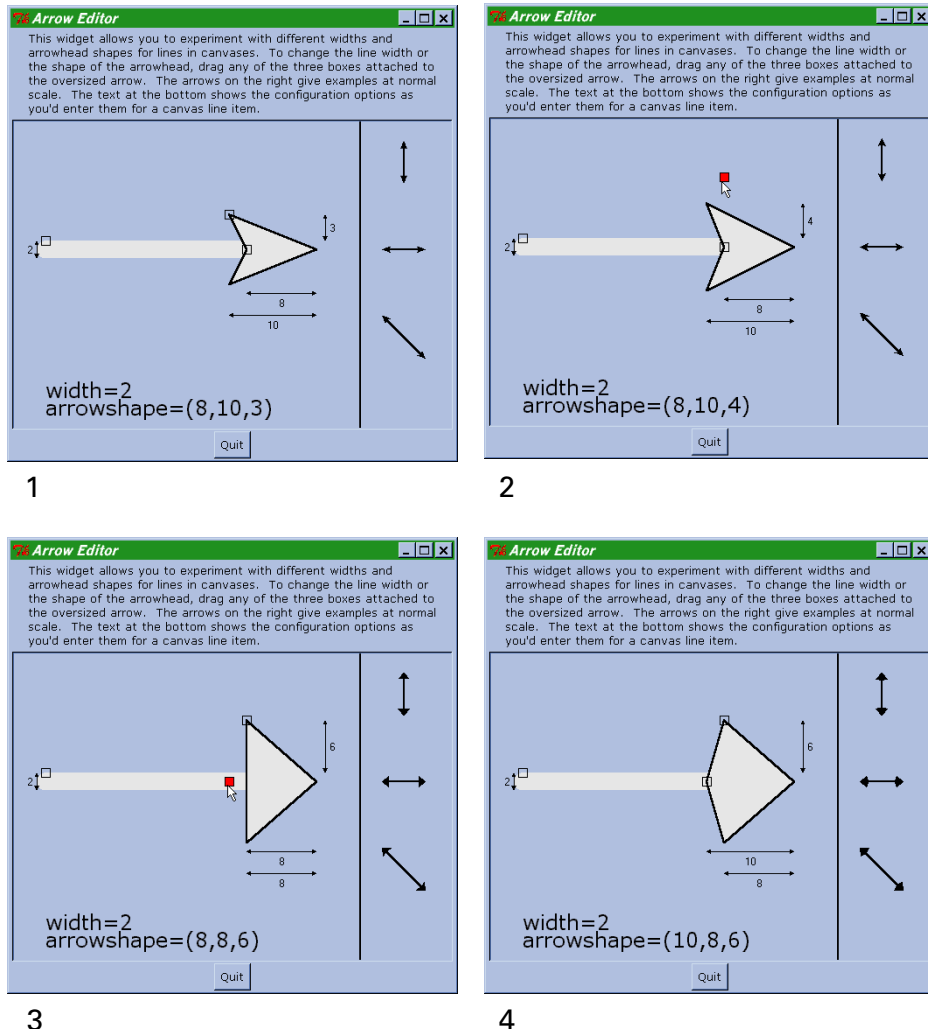 Arrow Editor
This widget allows you to experiment with different widths and
arrowhead shapes for lines in canvases.  To change the line width or
the shape of the arrowhead, drag any of the three boxes attached to
the oversized arrow.  The arrows on the right give examples at normal
scale.  The text at the bottom shows the configuration options as
you'd enter them for a canvas line item.
3
2
8
10
width=2
arrowshape=(8,10,3)
Quit
1
Arrow Editor
This widget allows you to experiment with different widths and
arrowhead shapes for lines in canvases.  To change the line width or
the shape of the arrowhead, drag any of the three boxes attached to
the oversized arrow.  The arrows on the right give examples at normal
scale.  The text at the bottom shows the configuration options as
you'd enter them for a canvas line item.
4
2
8
10
width=2
arrowshape=(8,10,4)
Quit
2
Arrow Editor
This widget allows you to experiment with different widths and
arrowhead shapes for lines in canvases.  To change the line width or
the shape of the arrowhead, drag any of the three boxes attached to
the oversized arrow.  The arrows on the right give examples at normal
scale.  The text at the bottom shows the configuration options as
you'd enter them for a canvas line item.
6
2
8
8
width=2
arrowshape=(8,8,6)
Quit
3
Arrow Editor
This widget allows you to experiment with different widths and
arrowhead shapes for lines in canvases.  To change the line width or
the shape of the arrowhead, drag any of the three boxes attached to
the oversized arrow.  The arrows on the right give examples at normal
scale.  The text at the bottom shows the configuration options as
you'd enter them for a canvas line item.
6
2
10
8
width=2
arrowshape=(10,8,6)
Quit
4